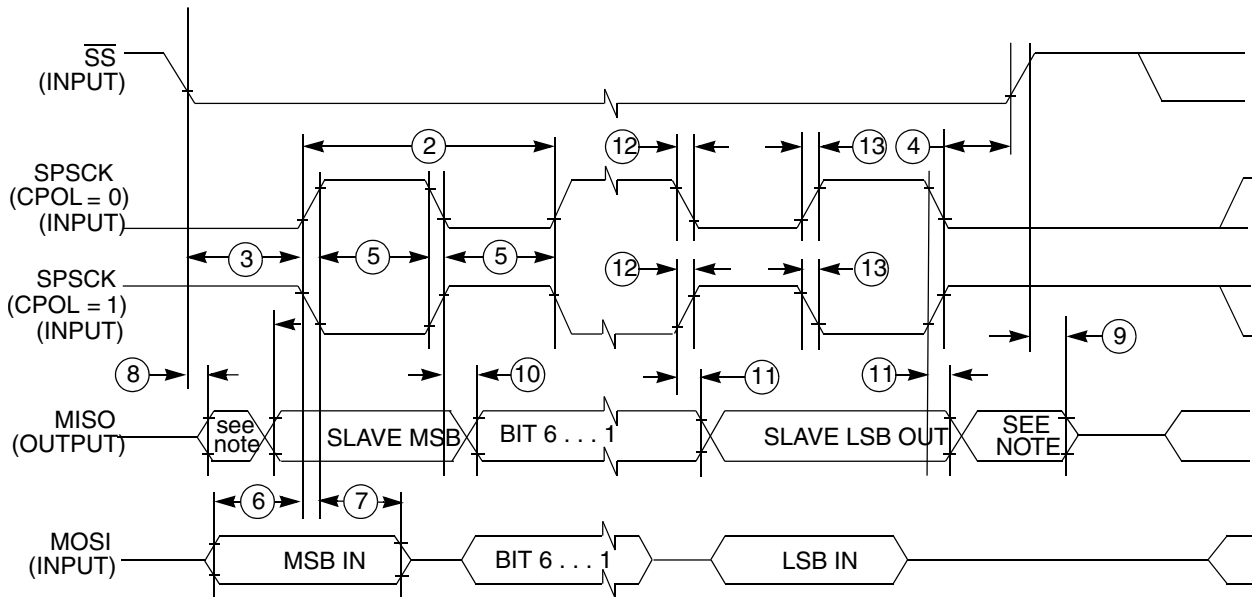 SS
(INPUT)
2
12
13
4
SPSCK
(CPOL = 0)
(INPUT)
3
5
5
12
13
SPSCK
(CPOL = 1)
(INPUT)
9
8
10
11
11
MISO
(OUTPUT)
see
note
SLAVE MSB
BIT 6 . . . 1
SLAVE LSB OUT
SEE
NOTE
6
7
MOSI
(INPUT)
MSB IN
BIT 6 . . . 1
LSB IN